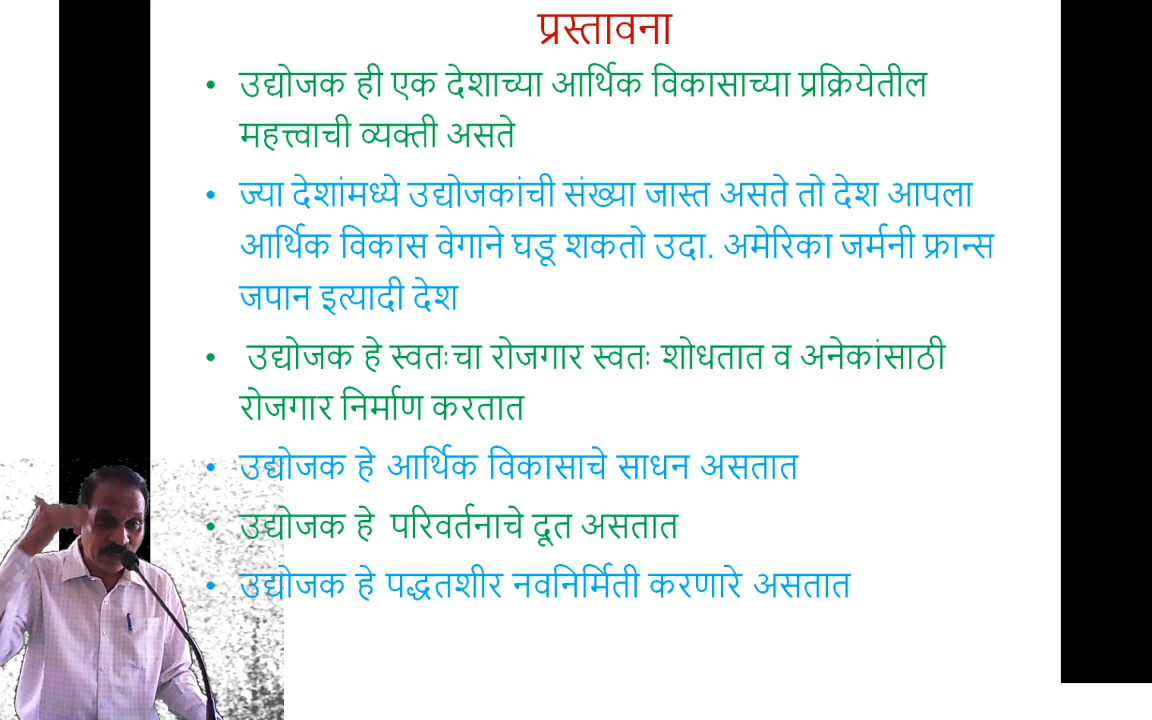 प्रस्तावना
• उद्योजक ही एक देशाच्या आर्थिक विकासाच्या प्रक्रियेतील
महत्त्वाची व्यक्ती असते
• ज्या देशांमध्ये उद्योजकांची संख्या जास्त असते तो देश आपला
आर्थिक विकास वेगाने घडू शकतो उदा. अमेरिका जर्मनी फ्रान्स
जपान इत्यादी देश
• उद्योजक हे स्वतःचा रोजगार स्वतः शोधतात व अनेकांसाठी
रोजगार निर्माण करतात
• उद्योजक हे आर्थिक विकासाचे साधन असतात
• उद्योजक हे परिवर्तनाचे दूत असतात
• उद्योजक हे पद्धतशीर नवनिर्मिती करणारे असतात